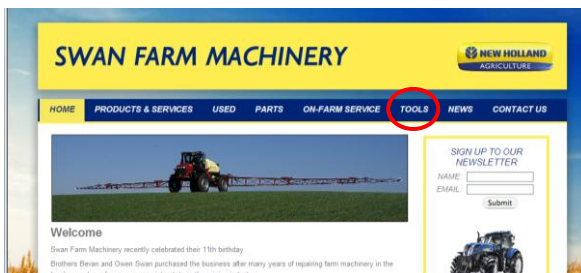 SWAN FARM MACHINERY
NEW HOLLAND
AGRICULTURE
HOME PRODUCTS & SERVICES USED PARTS ON-FARM SERVICE TOOLS NEWS CONTACT US
SIGN UP TO OUR
NEWSLETTER
NAME:
EMAIL:
Submit
Welcome
Swan Farm Machinery recently celebrated their 11th birthday.
Brothers Bevan and Owen Swan purchased the business after many years of repairing farm machinery in the